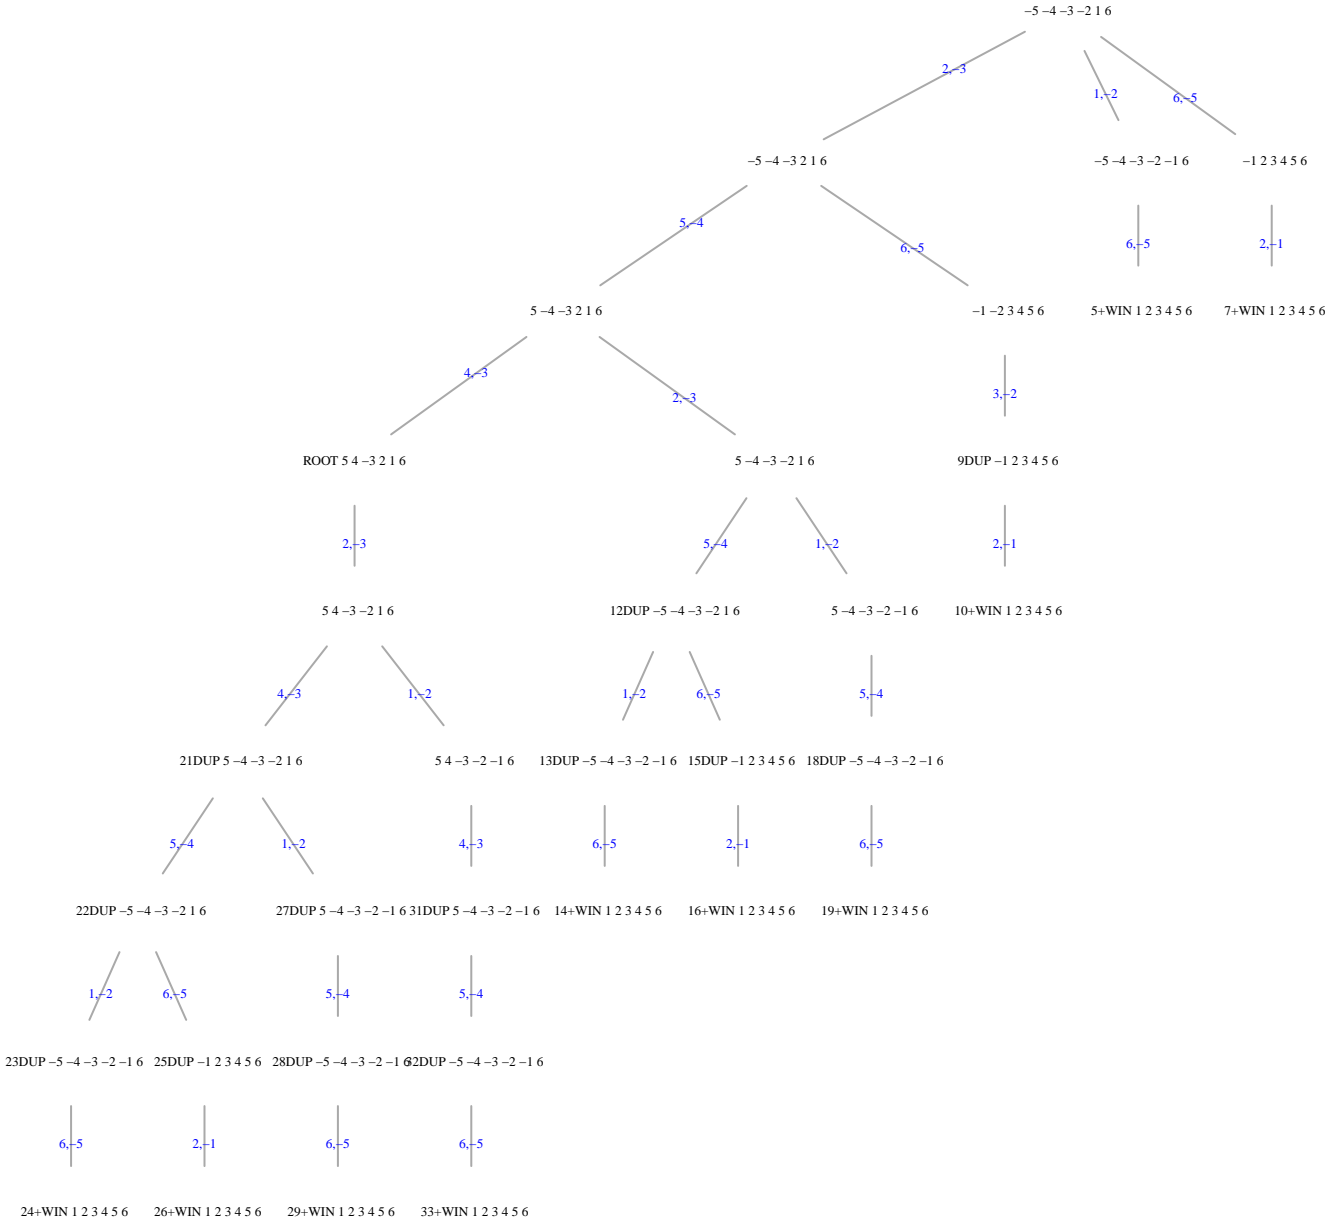 −5 −4 −3 −2 1 6
2,−3
1,−2
6,−5
−5 −4 −3 2 1 6
−5 −4 −3 −2 −1 6
−1 2 3 4 5 6
5,−4
6,−5
6,−5
2,−1
5 −4 −3 2 1 6
−1 −2 3 4 5 6
5+WIN 1 2 3 4 5 6
7+WIN 1 2 3 4 5 6
4,−3
2,−3
3,−2
ROOT 5 4 −3 2 1 6
5 −4 −3 −2 1 6
9DUP −1 2 3 4 5 6
2,−3
5,−4
1,−2
2,−1
5 4 −3 −2 1 6
12DUP −5 −4 −3 −2 1 6
5 −4 −3 −2 −1 6
10+WIN 1 2 3 4 5 6
4,−3
1,−2
1,−2
6,−5
5,−4
21DUP 5 −4 −3 −2 1 6
5 4 −3 −2 −1 6
13DUP −5 −4 −3 −2 −1 6
15DUP −1 2 3 4 5 6
18DUP −5 −4 −3 −2 −1 6
5,−4
1,−2
4,−3
6,−5
2,−1
6,−5
22DUP −5 −4 −3 −2 1 6
27DUP 5 −4 −3 −2 −1 6
31DUP 5 −4 −3 −2 −1 6
14+WIN 1 2 3 4 5 6
16+WIN 1 2 3 4 5 6
19+WIN 1 2 3 4 5 6
1,−2
6,−5
5,−4
5,−4
23DUP −5 −4 −3 −2 −1 6
25DUP −1 2 3 4 5 6
28DUP −5 −4 −3 −2 −1 6
32DUP −5 −4 −3 −2 −1 6
6,−5
2,−1
6,−5
6,−5
24+WIN 1 2 3 4 5 6
26+WIN 1 2 3 4 5 6
29+WIN 1 2 3 4 5 6
33+WIN 1 2 3 4 5 6